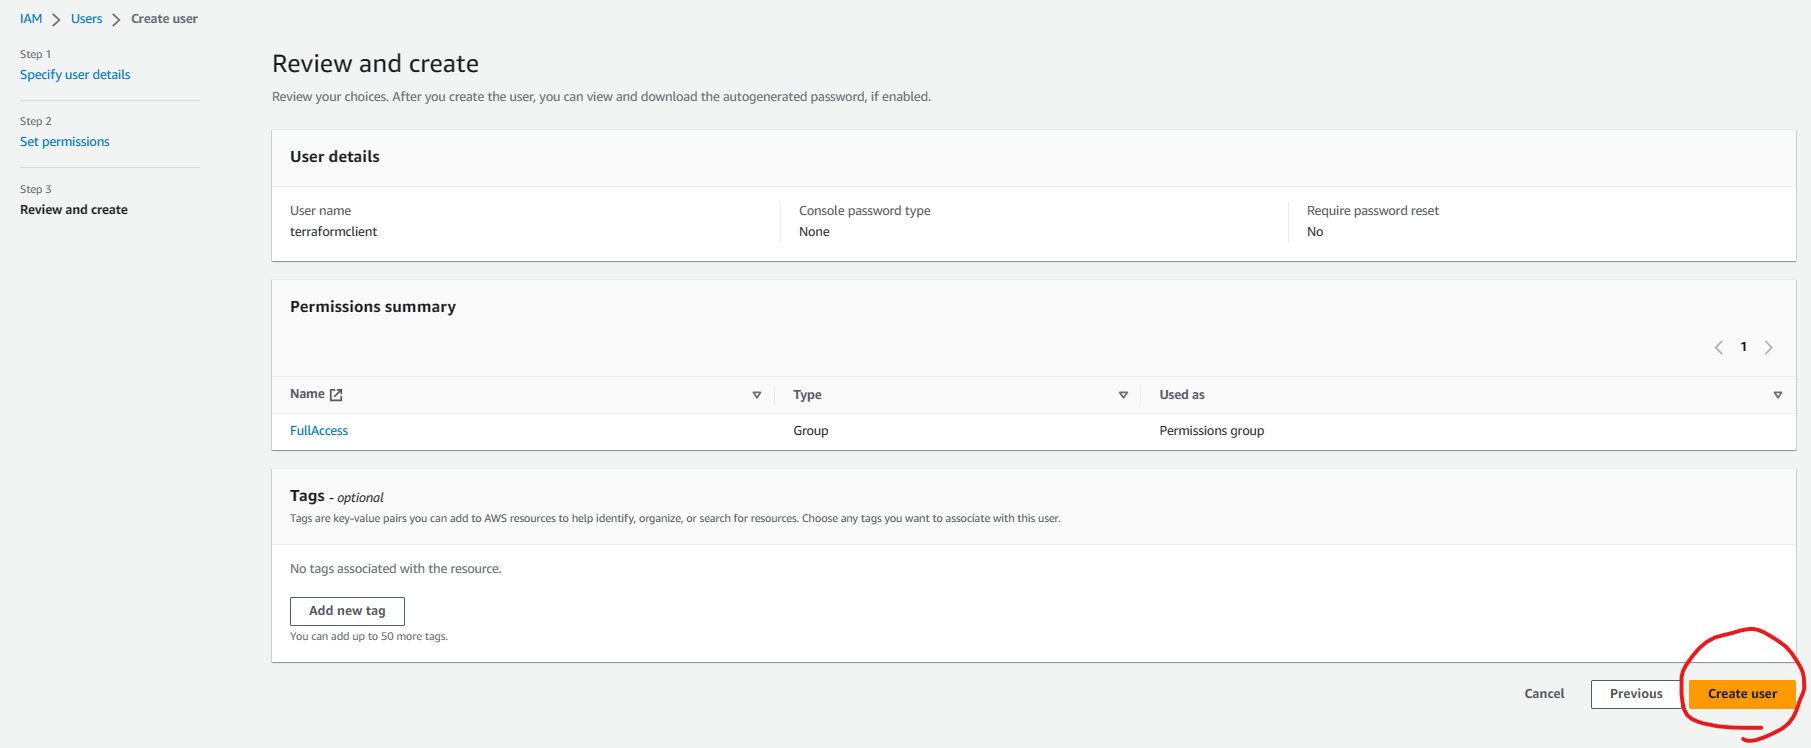 IAM > Users > Create user
Step 1
Specify user details
Step 2
Set permissions
Step 3
Review and create
Review and create
Review your choices. After you create the user, you can view and download the autogenerated password, if enabled.
User details
User name
terraformclient
Console password type
None
Require password reset
No
Permissions summary
1
Name Type Used as
FullAccess Group Permissions group
Tags - optional
Tags are key-value pairs you can add to AWS resources to help identify, organize, or search for resources. Choose any tags you want to associate with this user.
No tags associated with the resource.
Add new tag
You can add up to 50 more tags.
Cancel Previous Create user